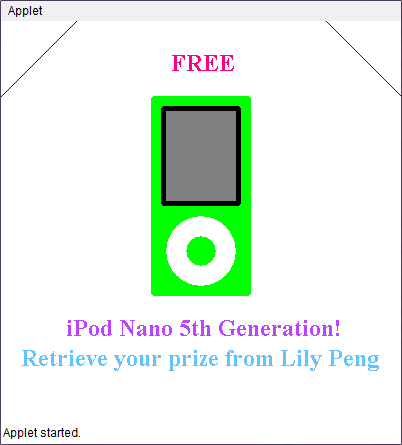 Applet
FREE
iPod Nano 5th Generation!
Retrieve your prize from Lily Peng
Applet started.